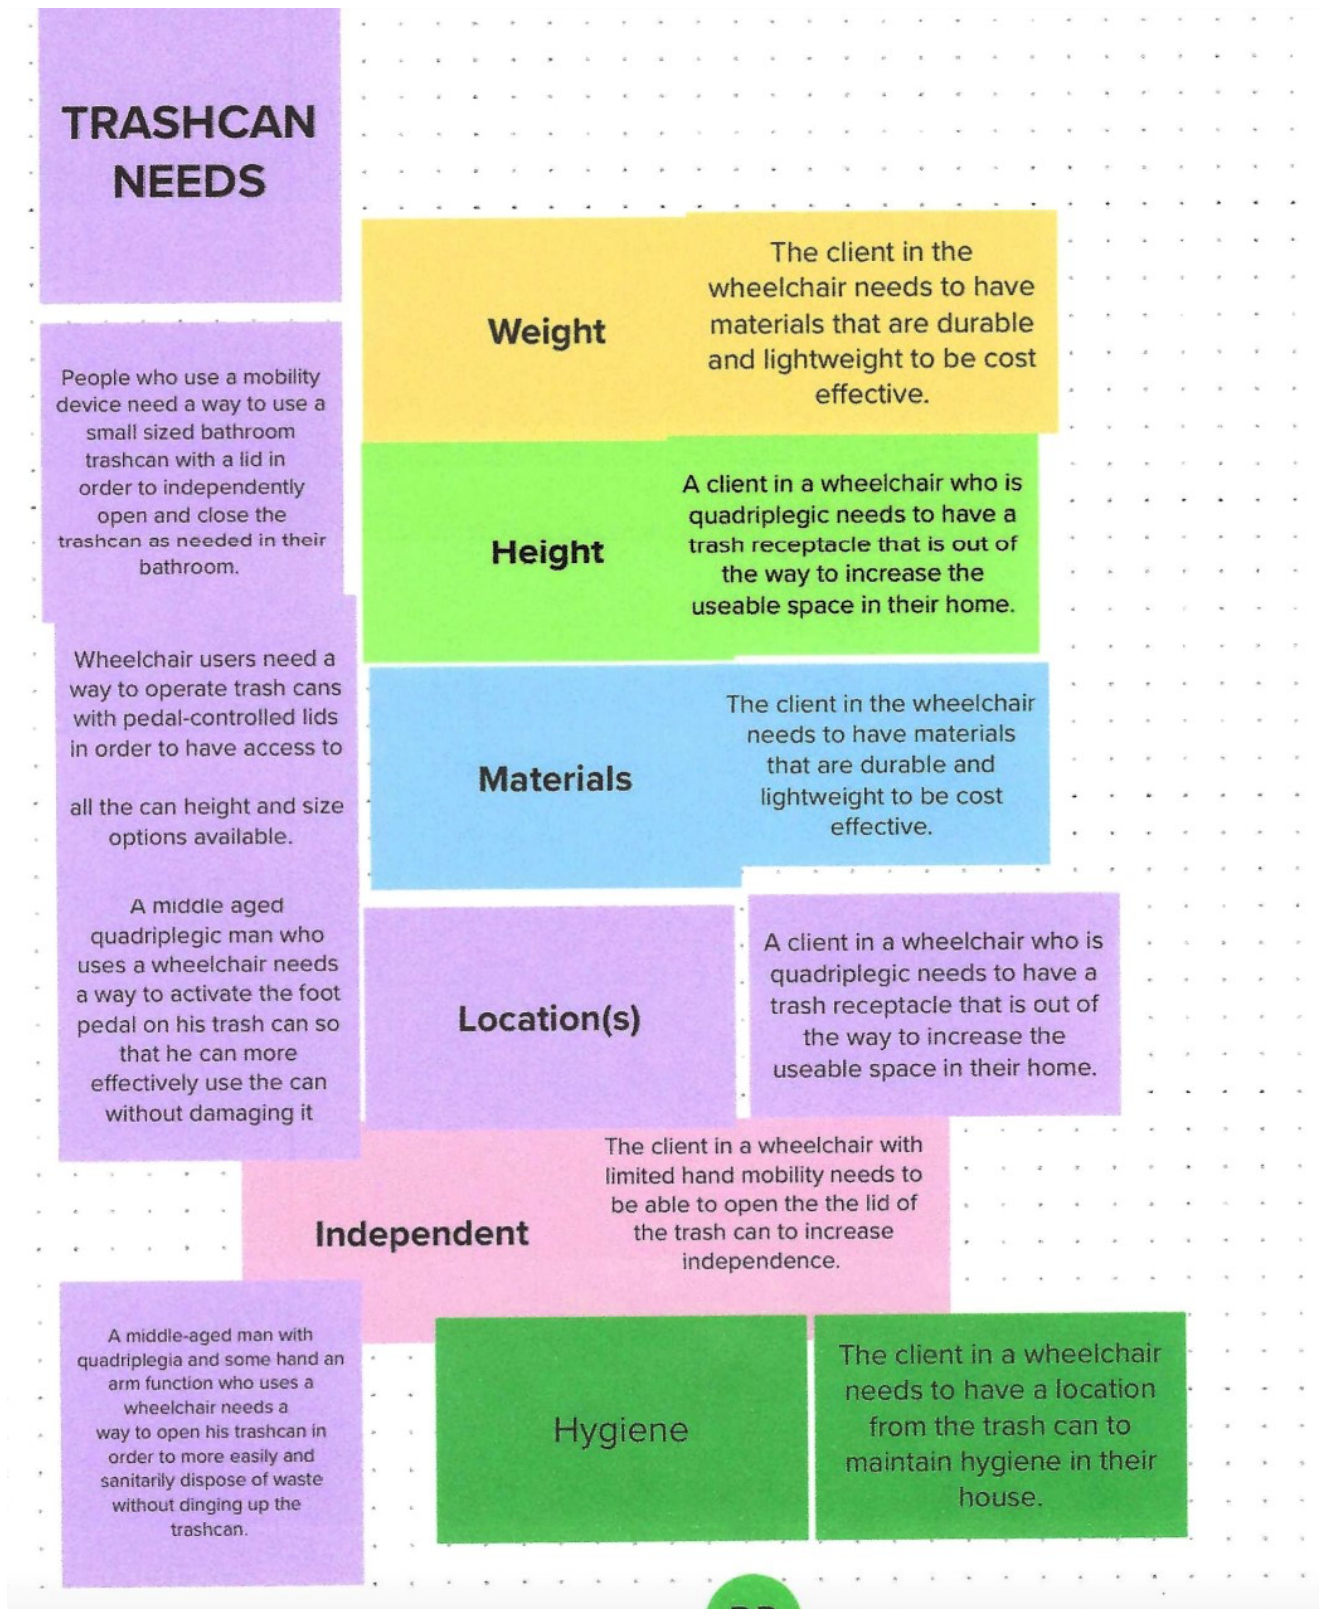 TRASHCAN
NEEDS
People who use a mobility
device need a way to use a
small sized bathroom
trashcan with a lid in
order to independently
open and close the
trashcan as needed in their
bathroom.
Wheelchair users need a
way to operate trash cans
with pedal-controlled lids
in order to have access to
all the can height and size
options available.
A middle aged
quadriplegic man who
uses a wheelchair needs
a way to activate the foot
pedal on his trash can so
that he can more
effectively use the can
without damaging it
A middle-aged man with
quadriplegia and some hand an
arm function who uses a
wheelchair needs a
way to open his trashcan in
order to more easily and
sanitarily dispose of waste
without dinging up the
trashcan.
Weight
The client in the
wheelchair needs to have
materials that are durable
and lightweight to be cost
effective.
Height
A client in a wheelchair who is
quadriplegic needs to have a
trash receptacle that is out of
the way to increase the
useable space in their home.
Materials
The client in the wheelchair
needs to have materials
that are durable and
lightweight to be cost
effective.
Location(s)
A client in a wheelchair who is
quadriplegic needs to have a
trash receptacle that is out of
the way to increase the
useable space in their home.
Independent
The client in a wheelchair with
limited hand mobility needs to
be able to open the the lid of
the trash can to increase
independence.
Hygiene
The client in a wheelchair
needs to have a location
from the trash can to
maintain hygiene in their
house.